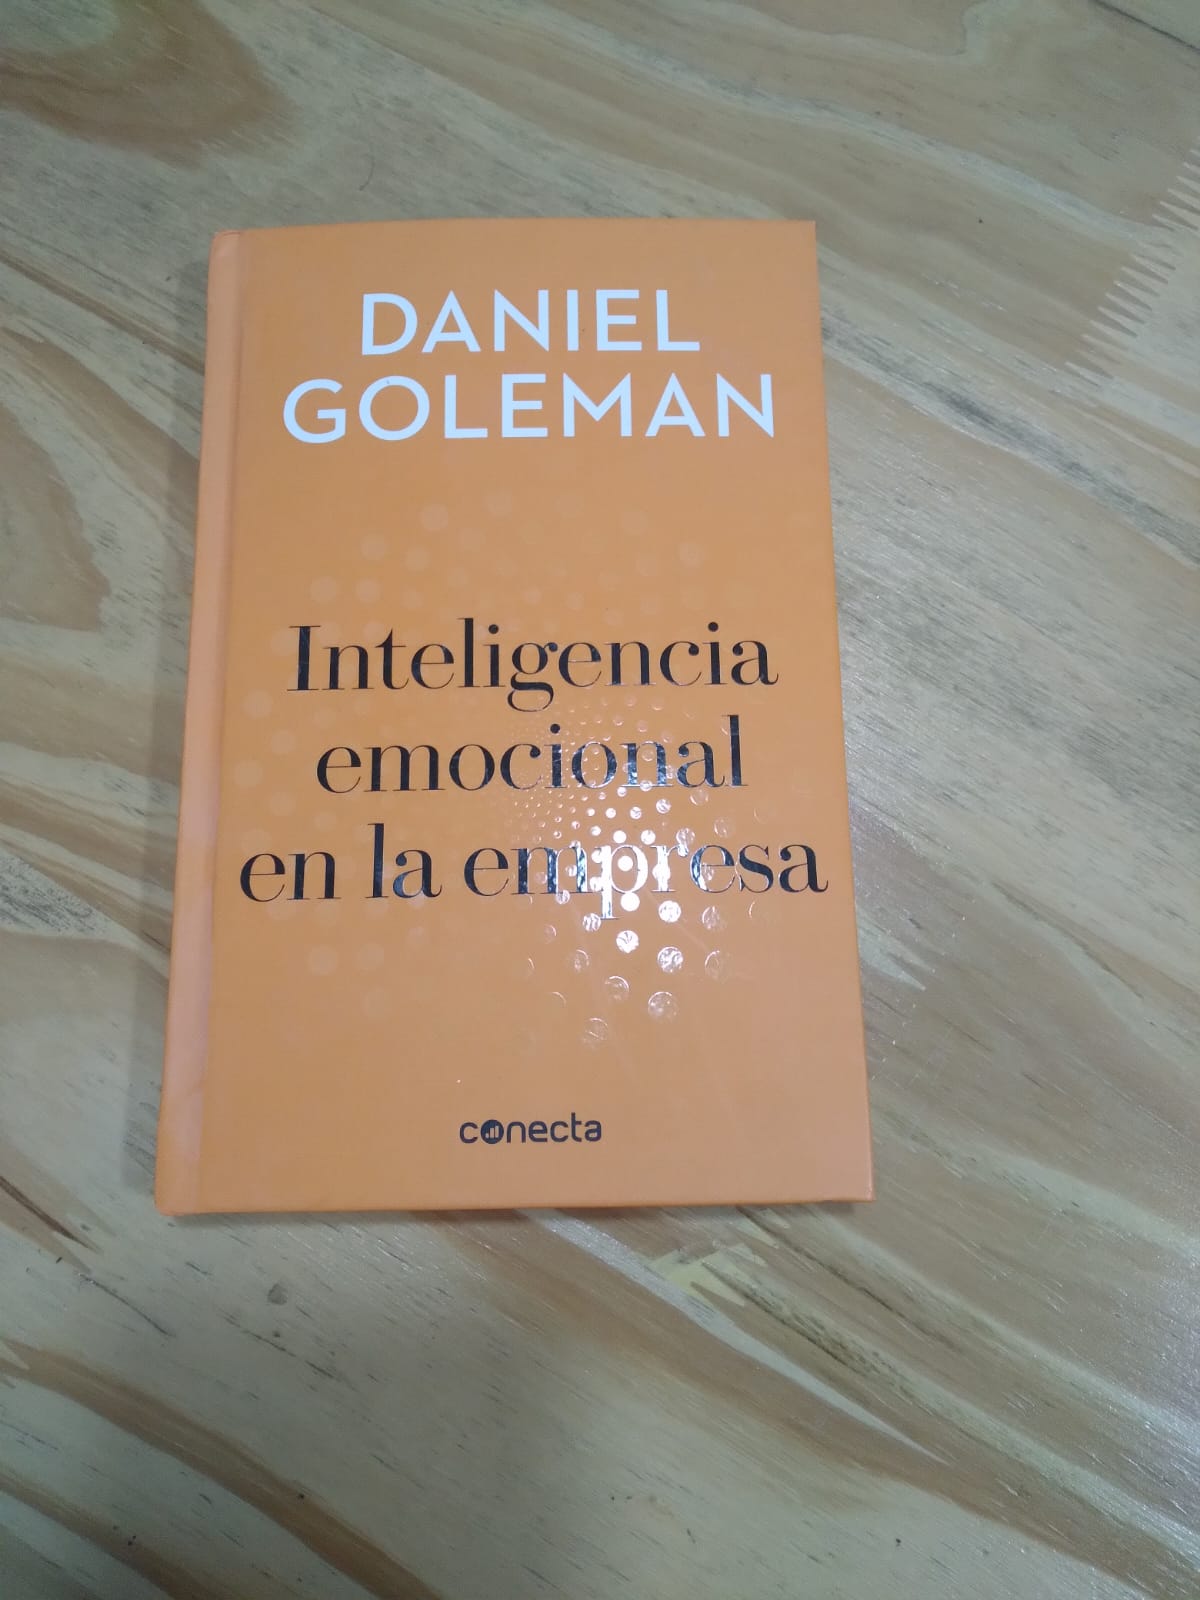 DANIEL
GOLEMAN
Inteligencia
emocional
en la empresa
conecta